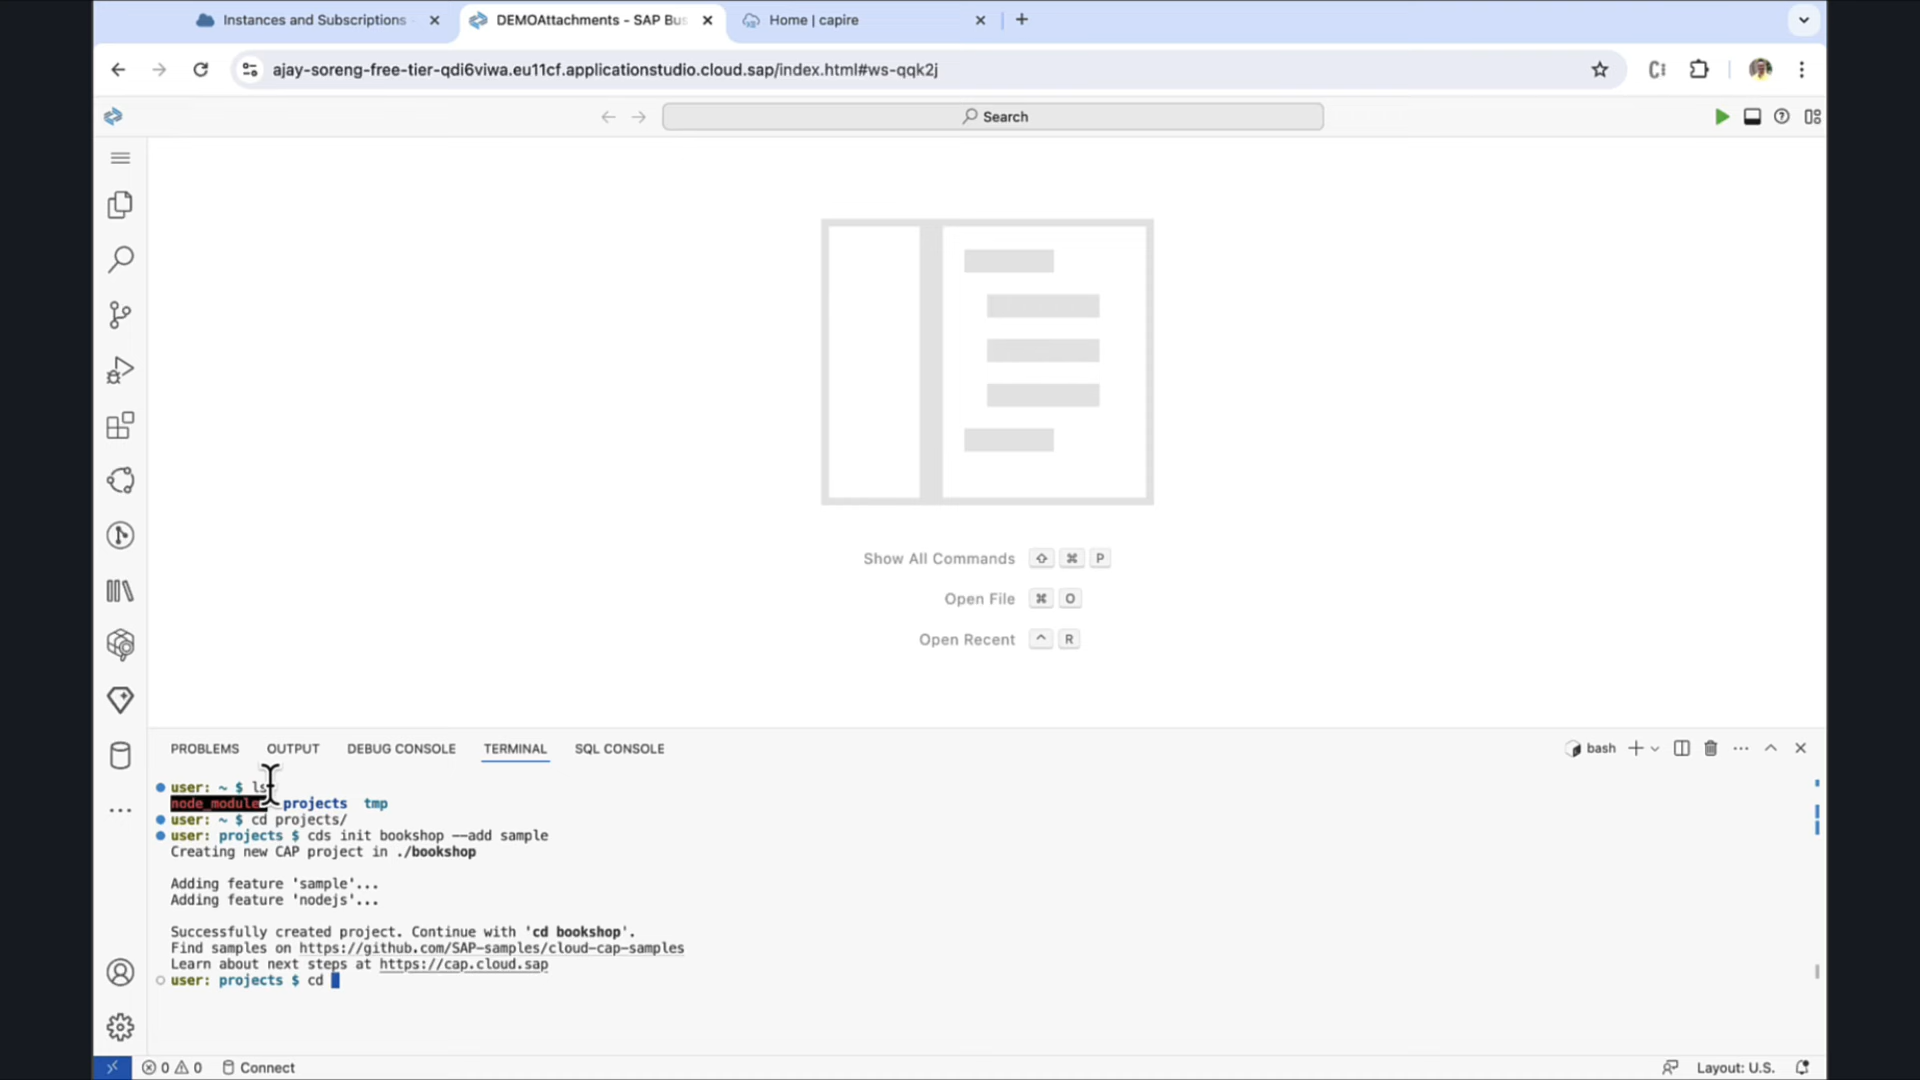 Instances and Subscriptions
DEMOAttachments - SAP Bus
Home | capire
ajay-soreng-free-tier-qdi6viwa.eu11cf.applicationstudio.cloud.sap/index.html#ws-qqk2j
Search
Show All Commands ⇧ ⌘ P
Open File ⌘ O
Open Recent ^ R
PROBLEMS OUTPUT DEBUG CONSOLE TERMINAL SQL CONSOLE
bash
user: ~ $ ls
node_module projects tmp
user: ~ $ cd projects/
user: projects $ cds init bookshop --add sample
Creating new CAP project in ./bookshop
Adding feature 'sample'...
Adding feature 'nodejs'...
Successfully created project. Continue with 'cd bookshop'.
Find samples on https://github.com/SAP-samples/cloud-cap-samples
Learn about next steps at https://cap.cloud.sap
user: projects $ cd
0 0 Connect
Layout: U.S.